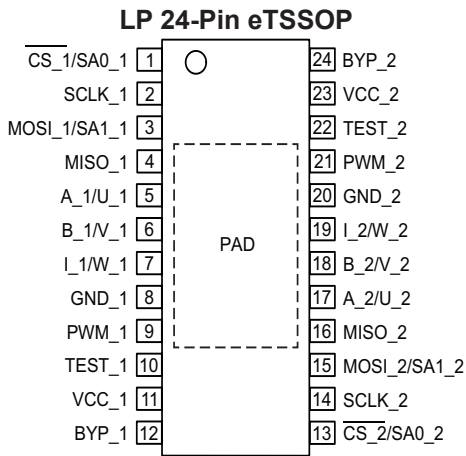 LP 24-Pin eTSSOP
CS_1/SA0_1 1 24 BYP_2
SCLK_1 2 23 VCC_2
MOSI_1/SA1_1 3 22 TEST_2
MISO_1 4 21 PWM_2
A_1/U_1 5 20 GND_2
B_1/V_1 6 19 I_2/W_2
PAD
I_1/W_1 7 18 B_2/V_2
GND_1 8 17 A_2/U_2
PWM_1 9 16 MISO_2
TEST_1 10 15 MOSI_2/SA1_2
VCC_1 11 14 SCLK_2
BYP_1 12 13 CS_2/SA0_2